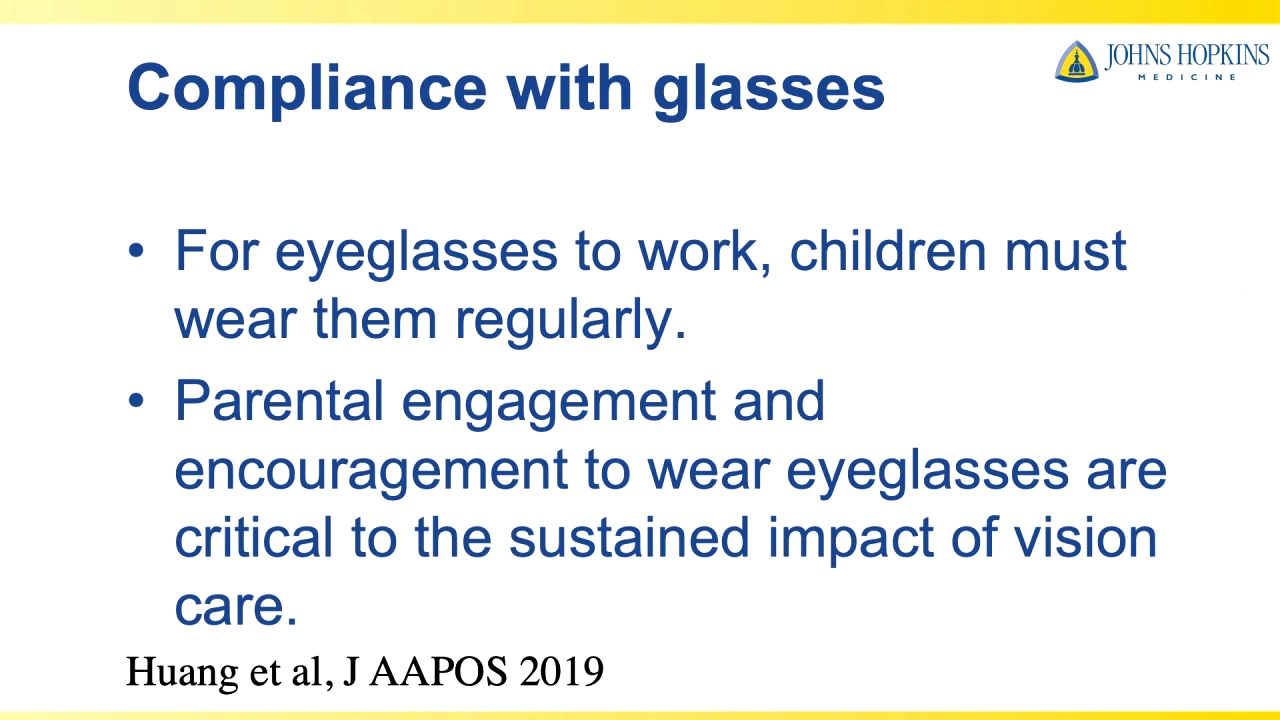 Compliance with glasses
JOHNS HOPKINS
MEDICINE
• For eyeglasses to work, children must
wear them regularly.
• Parental engagement and
encouragement to wear eyeglasses are
critical to the sustained impact of vision
care.
Huang et al, J AAPOS 2019